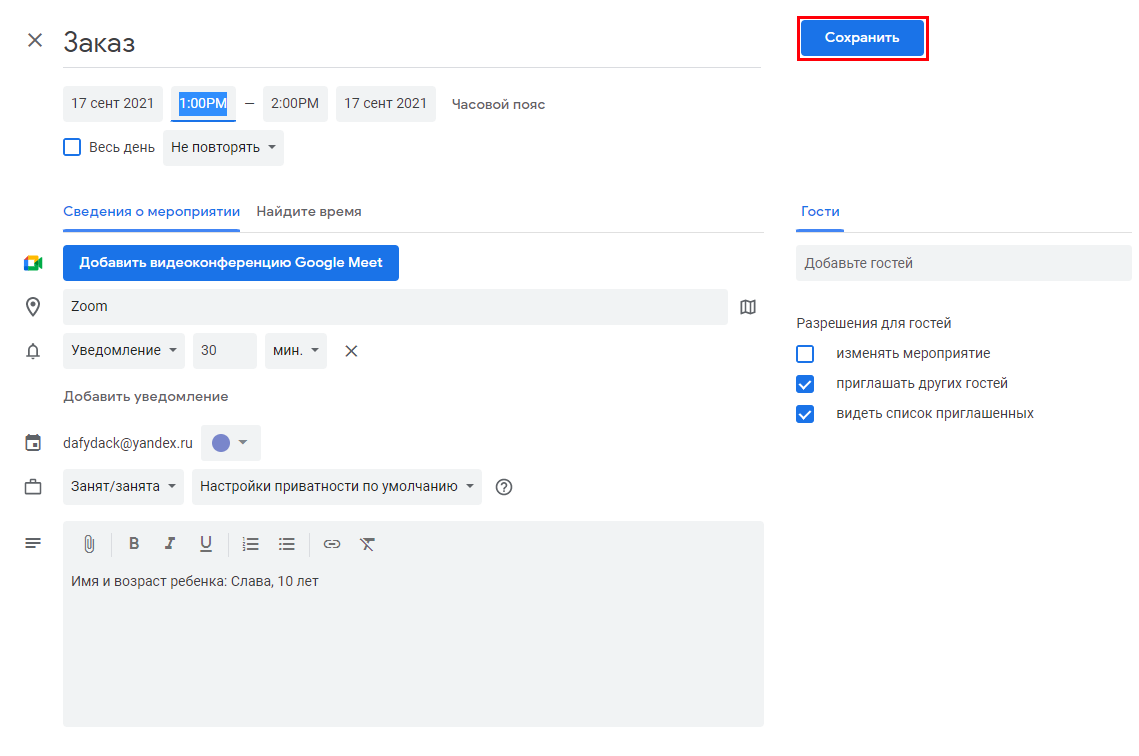 Заказ
Сохранить
17 сент 2021 1:00PM — 2:00PM 17 сент 2021 Часовой пояс
Весь день Не повторять
Сведения о мероприятии Найдите время
Гости
Добавить видеоконференцию Google Meet
Добавьте гостей
Zoom
Разрешения для гостей
Уведомление 30 мин.
изменять мероприятие
приглашать других гостей
Добавить уведомление
видеть список приглашенных
dafydack@yandex.ru
Занят/занята Настройки приватности по умолчанию
B I U
Имя и возраст ребенка: Слава, 10 лет